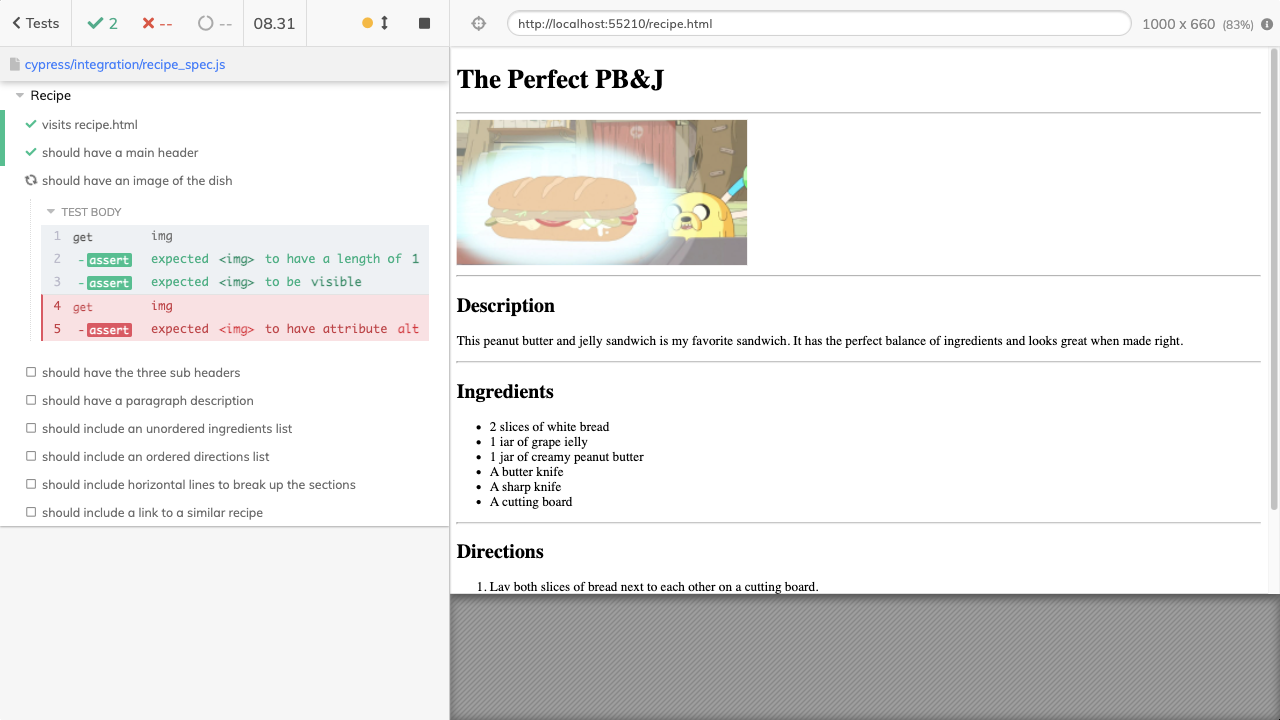 Tests 2 -- -- 08.31
http://localhost:55210/recipe.html 1000 x 660 (83%)
cypress/integration/recipe_spec.js
Recipe
visits recipe.html
should have a main header
should have an image of the dish
TEST BODY
1 get img
2 - assert expected <img> to have a length of 1
3 - assert expected <img> to be visible
4 get img
5 - assert expected <img> to have attribute alt
should have the three sub headers
should have a paragraph description
should include an unordered ingredients list
should include an ordered directions list
should include horizontal lines to break up the sections
should include a link to a similar recipe
The Perfect PB&J
Description
This peanut butter and jelly sandwich is my favorite sandwich. It has the perfect balance of ingredients and looks great when made right.
Ingredients
• 2 slices of white bread
• 1 jar of grape jelly
• 1 jar of creamy peanut butter
• A butter knife
• A sharp knife
• A cutting board
Directions
1. Lay both slices of bread next to each other on a cutting board.